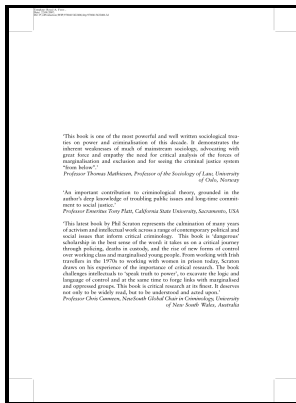 'This book is one of the most powerful and well written sociological trea-
ties on power and criminalisation of this decade. It demonstrates the
inherent weaknesses of much of mainstream sociology, advocating with
great force and empathy the need for critical analysis of the forces of
marginalisation and exclusion and for seeing the criminal justice system
"from below".'
Professor Thomas Mathiesen, Professor of the Sociology of Law, University
of Oslo, Norway
'An important contribution to criminological theory, grounded in the
author's deep knowledge of troubling public issues and long-time commit-
ment to social justice.'
Professor Emeritus Tony Platt, California State University, Sacramento, USA
'This latest book by Phil Scraton represents the culmination of many years
of activism and intellectual work across a range of contemporary political and
social issues that inform critical criminology. This book is 'dangerous'
scholarship in the best sense of the word it takes us on a critical journey
through policing, deaths in custody, and the rise of new forms of control
over working class and marginalised young people. From working with Irish
travellers in the 1970s to working with women in prison today, Scraton
draws on his experience of the importance of critical research. The book
challenges intellectuals to 'speak truth to power', to excavate the logic and
language of control and at the same time to forge links with marginalised
and oppressed groups. This book is critical research at its finest. It deserves
not only to be widely read, but to be understood and acted upon.'
Professor Chris Cunneen, NewSouth Global Chair in Criminology, University
of New South Wales, Australia